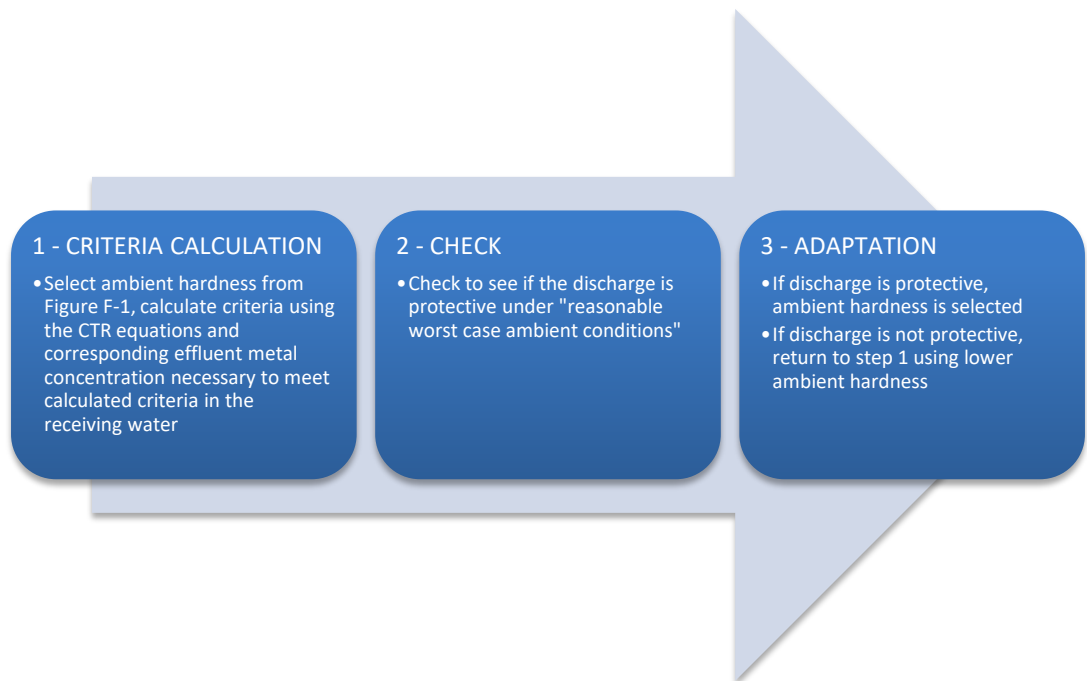 1 - CRITERIA CALCULATION
•Select ambient hardness from
Figure F-1, calculate criteria using
the CTR equations and
corresponding effluent metal
concentration necessary to meet
calculated criteria in the
receiving water
2 - CHECK
•Check to see if the discharge is
protective under "reasonable
worst case ambient conditions"
3 - ADAPTATION
•If discharge is protective,
ambient hardness is selected
•If discharge is not protective,
return to step 1 using lower
ambient hardness